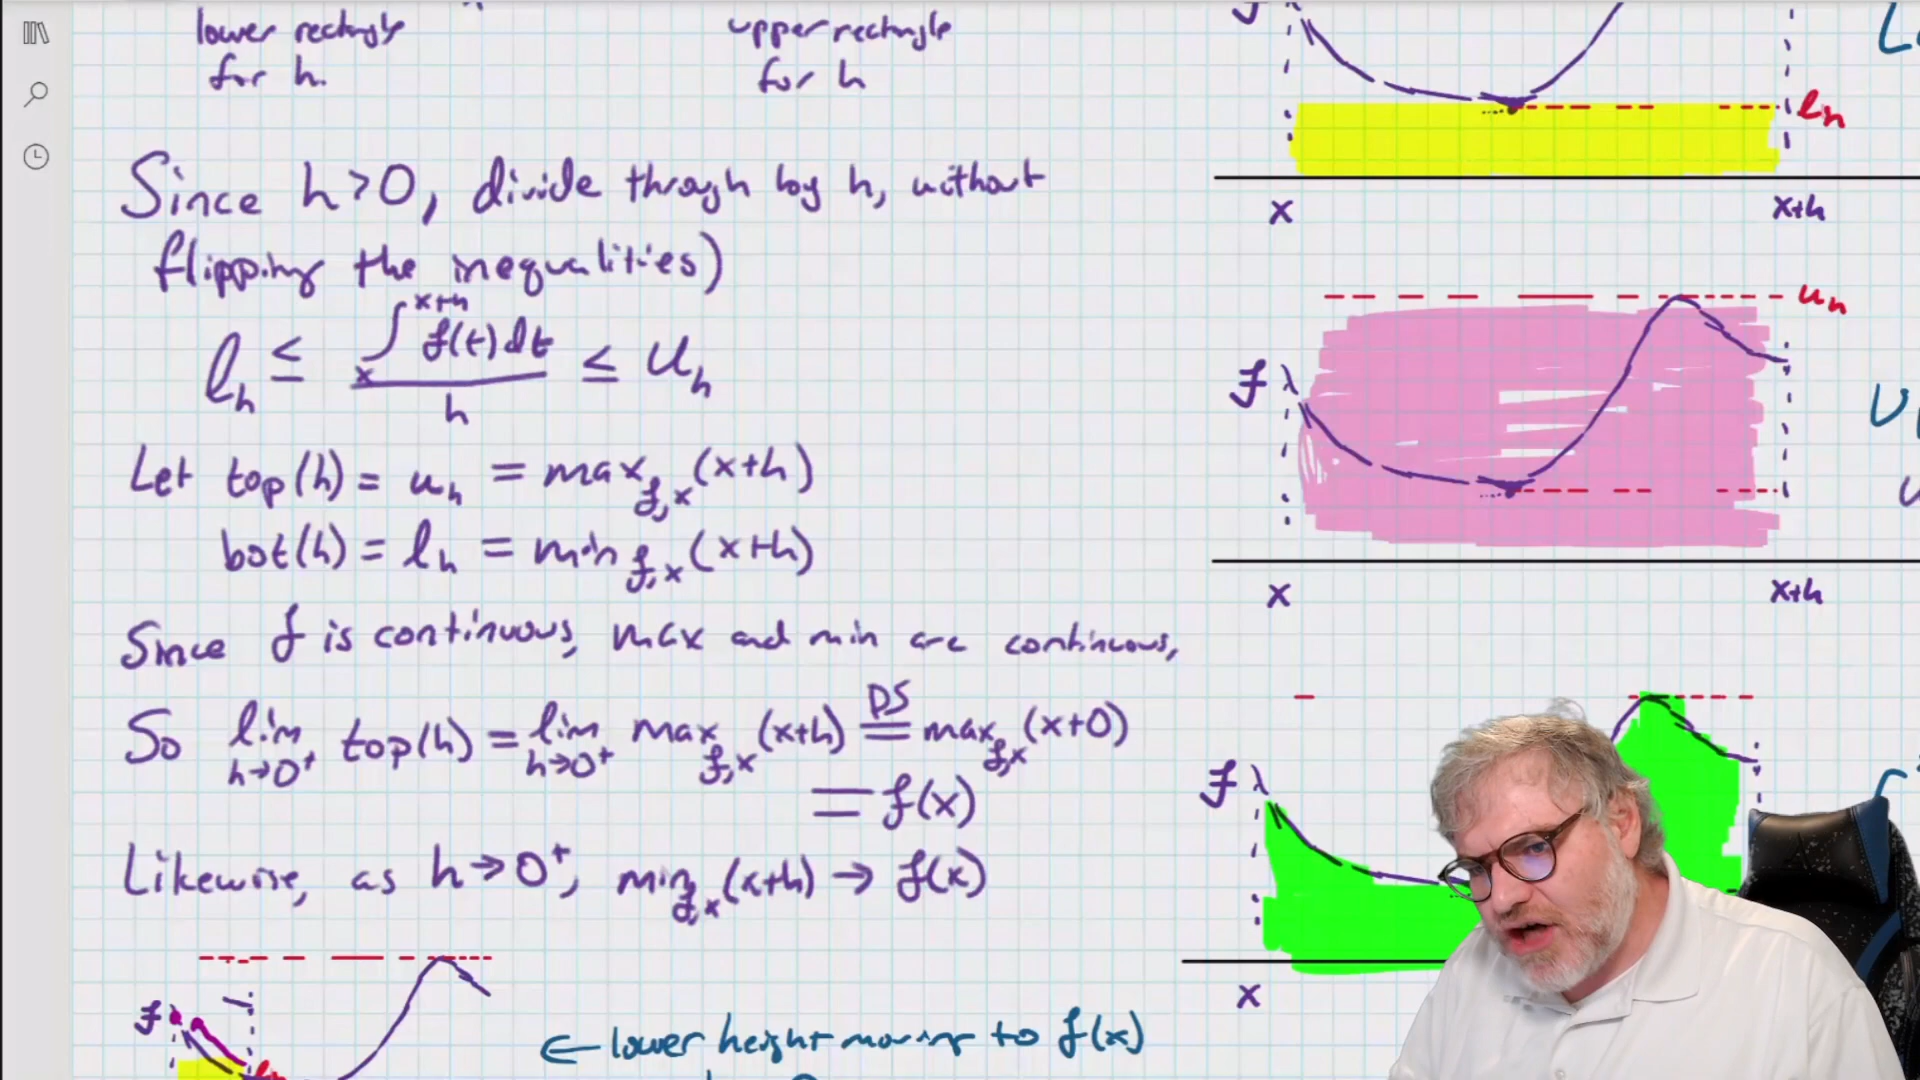 lower rectangle
for h.
upper rectangle
for h
Since h>0, divide through by h, without
flipping the inequalities)
l_h ≤ ∫_x^{x+h} f(t)dt / h ≤ u_h
Let top(h) = u_h = max_{f,x} (x+h)
bot(h) = l_h = min_{f,x} (x+h)
Since f is continuous, max and min are continuous,
So lim_{h→0⁺} top(h) = lim_{h→0⁺} max_{f,x} (x+h) =^{DS} max_{f,x} (x+0)
= f(x)
Likewise, as h→0⁺, min_{f,x} (x+h) → f(x)
f
← lower height moving to f(x)
f
l_h
x
x+h
u_h
f
x
x+h
f
x